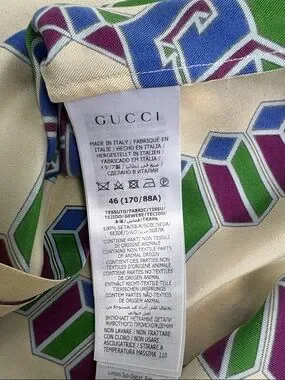 GUCCI
MADE IN ITALY / FABRIQUÉ EN
ITALIE / HECHO EN ITALIA /
HERGESTELLT IN ITALIEN /
FABRICADO EM ITÁLIA /
СДЕЛАНО В ИТАЛИИ
46 (170/88A)
TESSUTO/FABRIC/TISSU/
TEJIDO/GEWEBE/TECIDO/
100% SETA/SILK/SOIE/SEDA/
SEIDE/
CONTIENE PARTI NON TESSILI
DI ORIGINE ANIMALE
CONTAINS NON-TEXTILE PARTS
OF ANIMAL ORIGIN
CONTIENT DES PARTIES NON
TEXTILES D'ORIGINE ANIMALE
CONTIENE PARTES NO TEXTILES
DE ORIGEN ANIMAL
ENTHÄLT NICHT-TEXTILE TEILE
TIERISCHEN URSPRUNGS
CONTÉM PARTES NÃO TÊXTEIS
DE ORIGEM ANIMAL
ВКЛЮЧАЕТ НЕТКАНЫЕ ДЕТАЛИ
ЖИВОТНОГО ПРОИСХОЖДЕНИЯ
NON LAVARE / NON TRATTARE
CON CLORO / NON USARE
ASCIUGATRICE / STIRARE A
TEMPERATURA MASSIMA 110